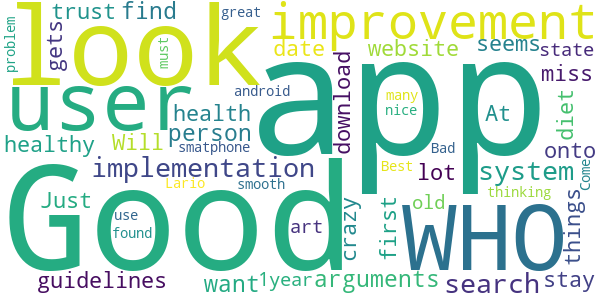 look
improvement
app
Good
user
WHO
trust
find
great
gets
problem
must
date
website
seems
state
miss
android
many
nice
At
download
health
person
healthy
Will
smatphone
implementation
Lario
smooth
Bad
Best
lot
system
diet
onto
Come
thinking
Just
use
found
art
crazy
first
old
things
guidelines
want
1year
arguments
search
stay